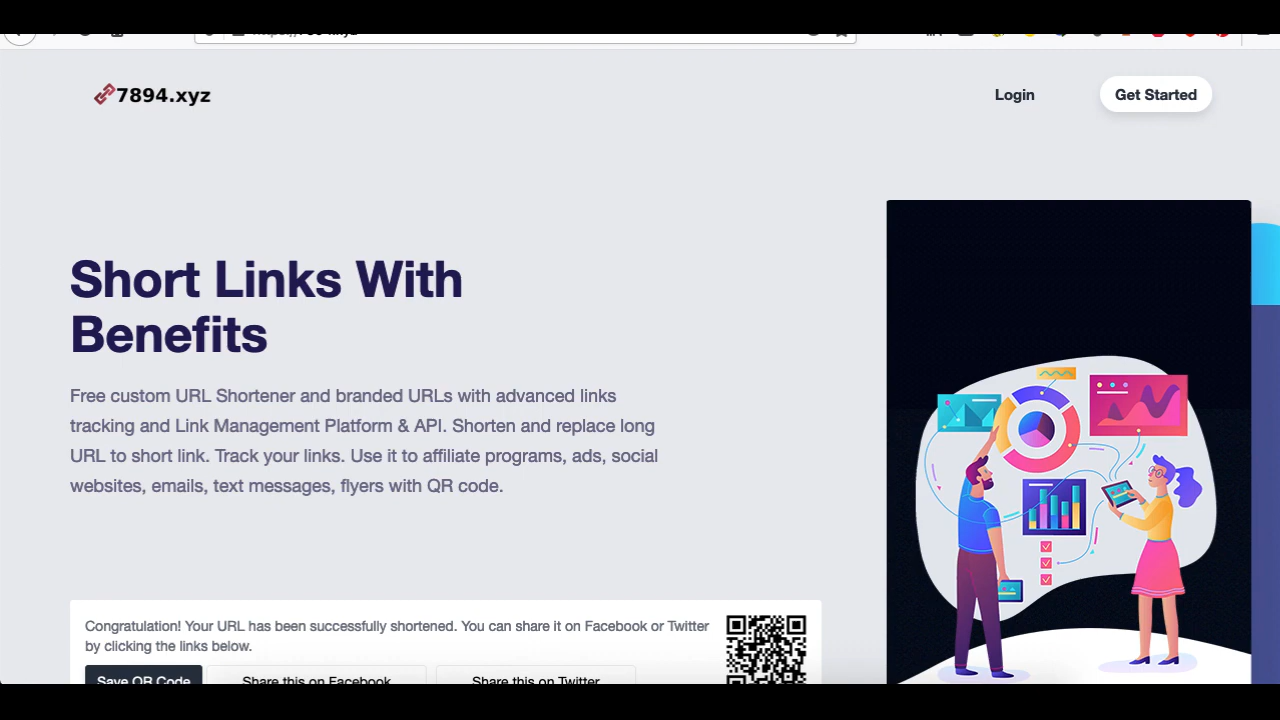 7894.xyz
Login
Get Started
Short Links With
Benefits
Free custom URL Shortener and branded URLs with advanced links
tracking and Link Management Platform & API. Shorten and replace long
URL to short link. Track your links. Use it to affiliate programs, ads, social
websites, emails, text messages, flyers with QR code.
Congratulation! Your URL has been successfully shortened. You can share it on Facebook or Twitter
by clicking the links below.
Save QR Code
Share this on Facebook
Share this on Twitter